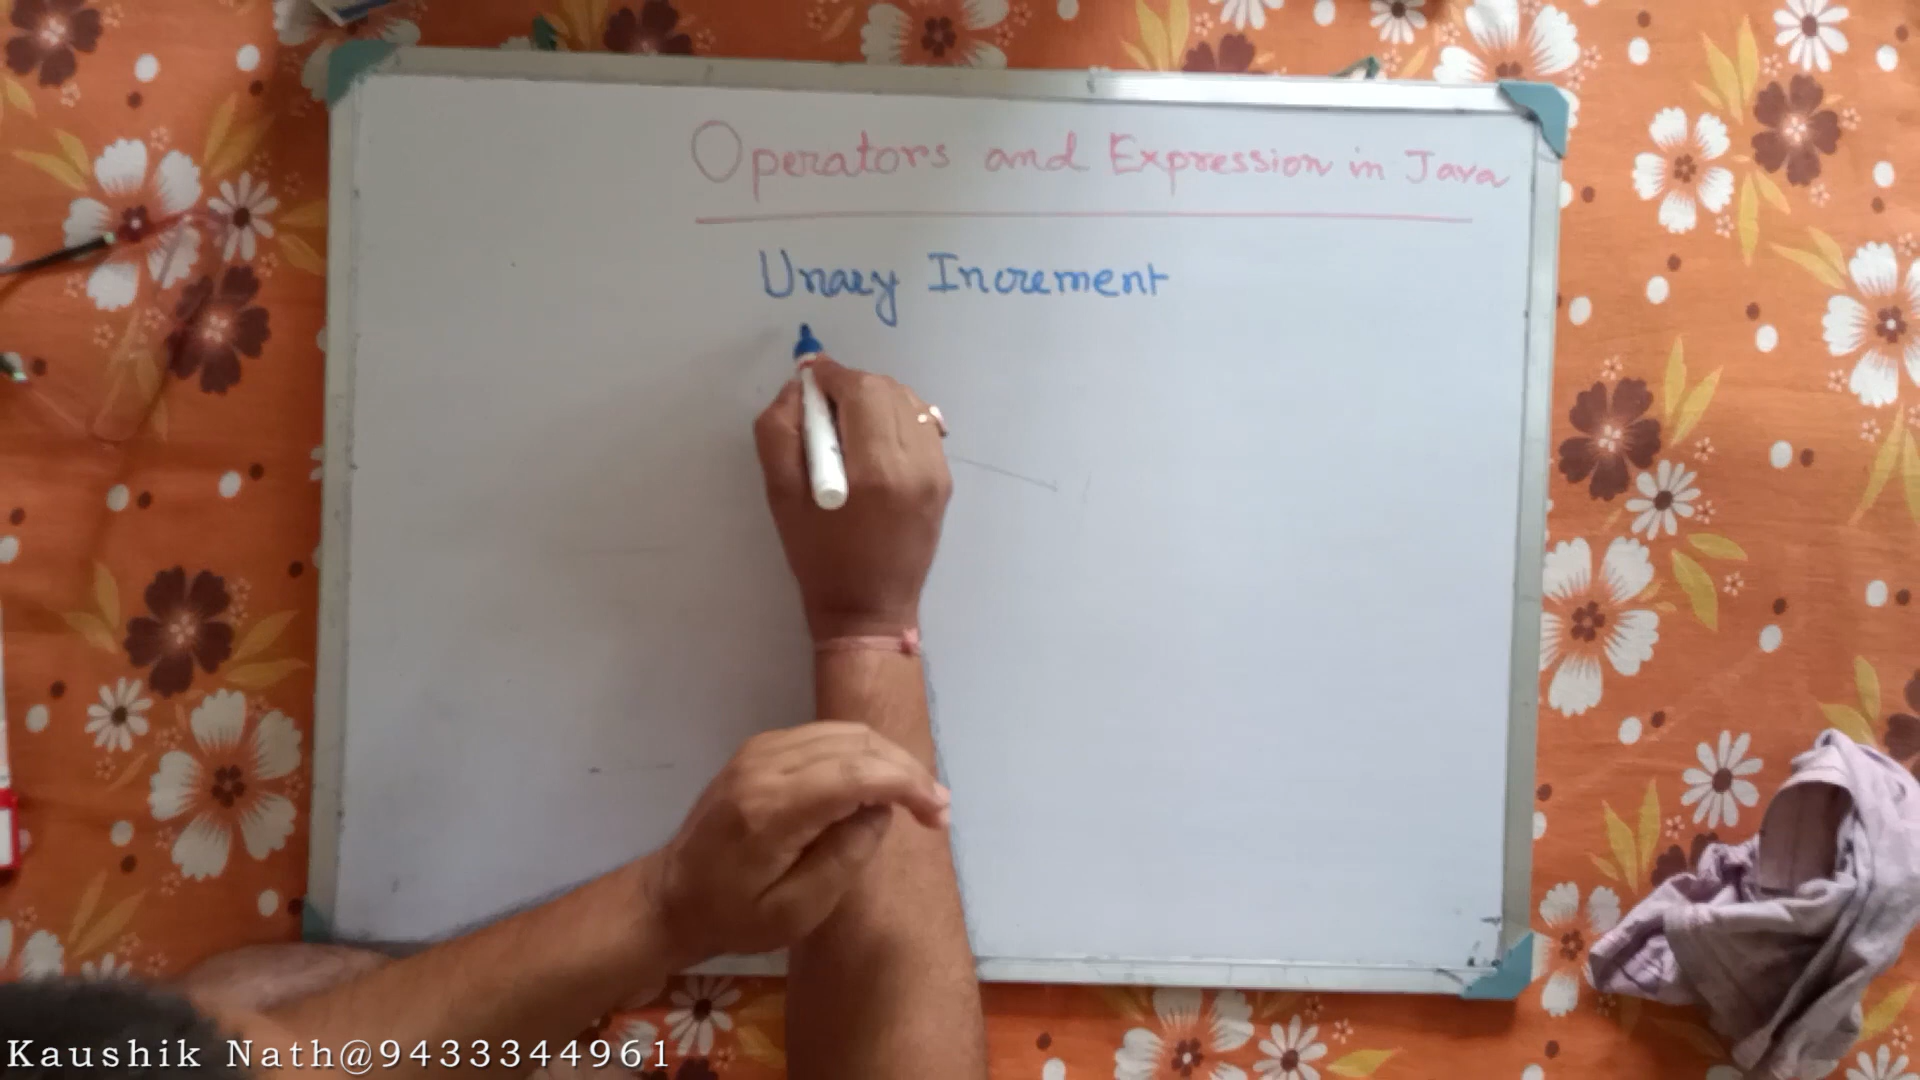 Operators and Expression in Java
Unary Increment
Kaushik Nath@9433344961